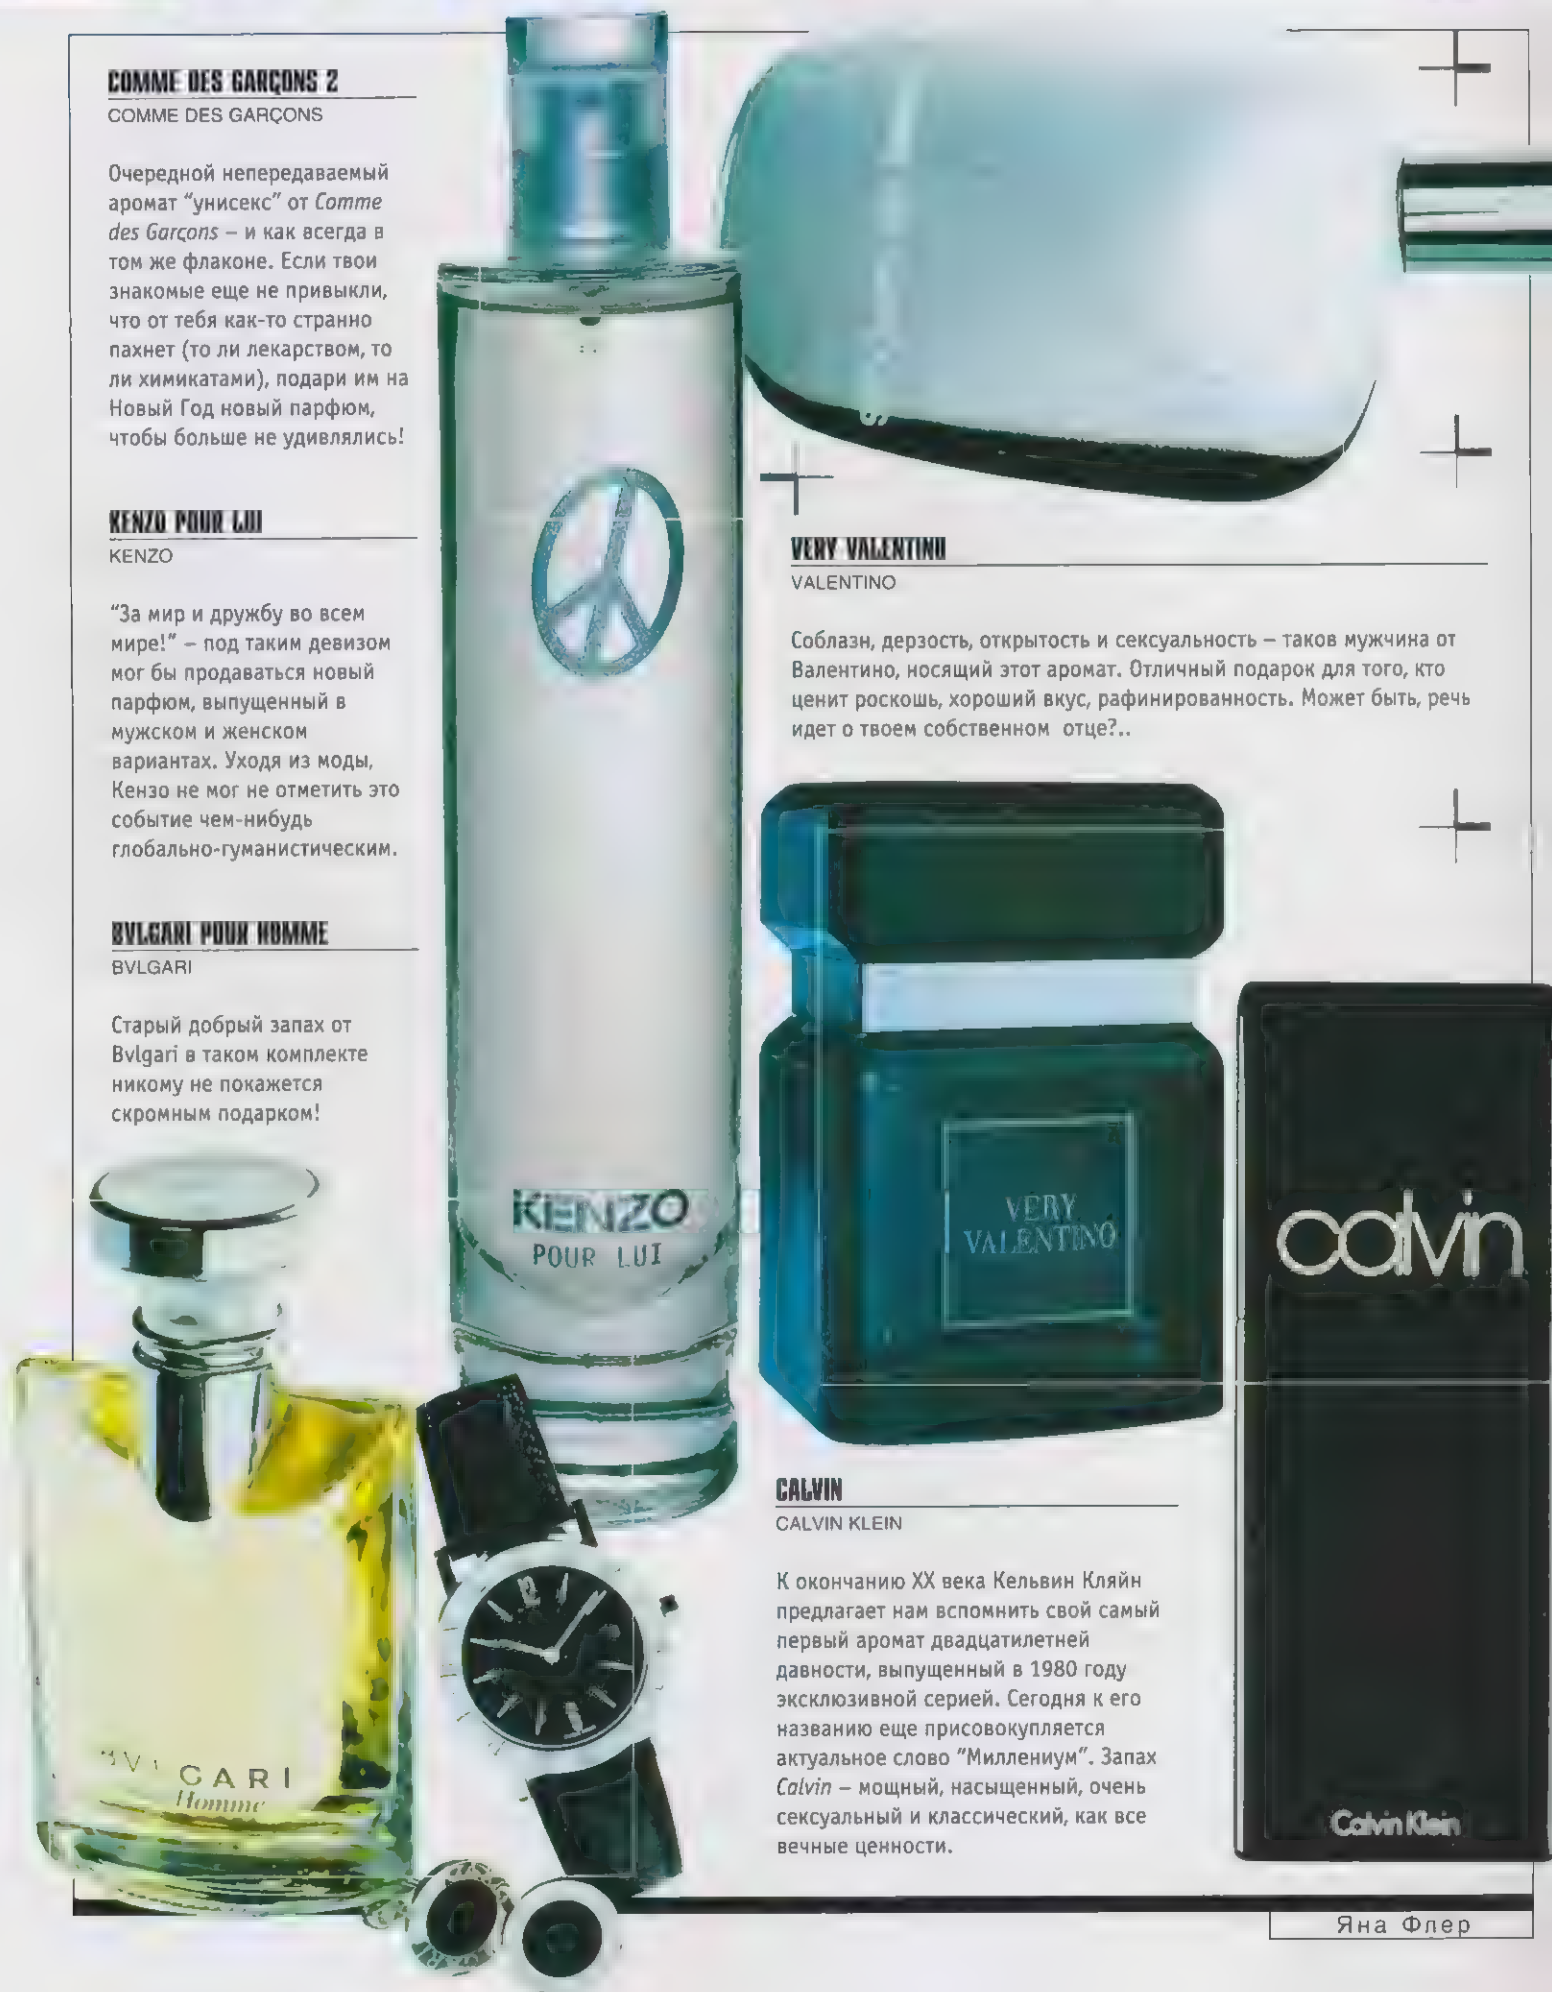 COMME DES GARÇONS 2
COMME DES GARÇONS
Очередной непередаваемый
аромат "унисекс" от Comme
des Garçons – и как всегда в
том же флаконе. Если твои
знакомые еще не привыкли,
что от тебя как-то странно
пахнет (то ли лекарством, то
ли химикатами), подари им на
Новый Год новый парфюм,
чтобы больше не удивлялись!
KENZO POUR LUI
KENZO
"За мир и дружбу во всем
мире!" – под таким девизом
мог бы продаваться новый
парфюм, выпущенный в
мужском и женском
вариантах. Уходя из моды,
Кензо не мог не отметить это
событие чем-нибудь
глобально-гуманистическим.
BVLGARI POUR HOMME
BVLGARI
Старый добрый запах от
Bvlgari в таком комплекте
никому не покажется
скромным подарком!
KENZO
POUR LUI
VERY VALENTINO
VALENTINO
Соблазн, дерзость, открытость и сексуальность – таков мужчина от
Валентино, носящий этот аромат. Отличный подарок для того, кто
ценит роскошь, хороший вкус, рафинированность. Может быть, речь
идет о твоем собственном отце?..
VERY
VALENTINO
calvin
Calvin Klein
CALVIN
CALVIN KLEIN
К окончанию XX века Кельвин Кляйн
предлагает нам вспомнить свой самый
первый аромат двадцатилетней
давности, выпущенный в 1980 году
эксклюзивной серией. Сегодня к его
названию еще присовокупляется
актуальное слово "Миллениум". Запах
Calvin – мощный, насыщенный, очень
сексуальный и классический, как все
вечные ценности.
BVLGARI
Homme
Яна Флер